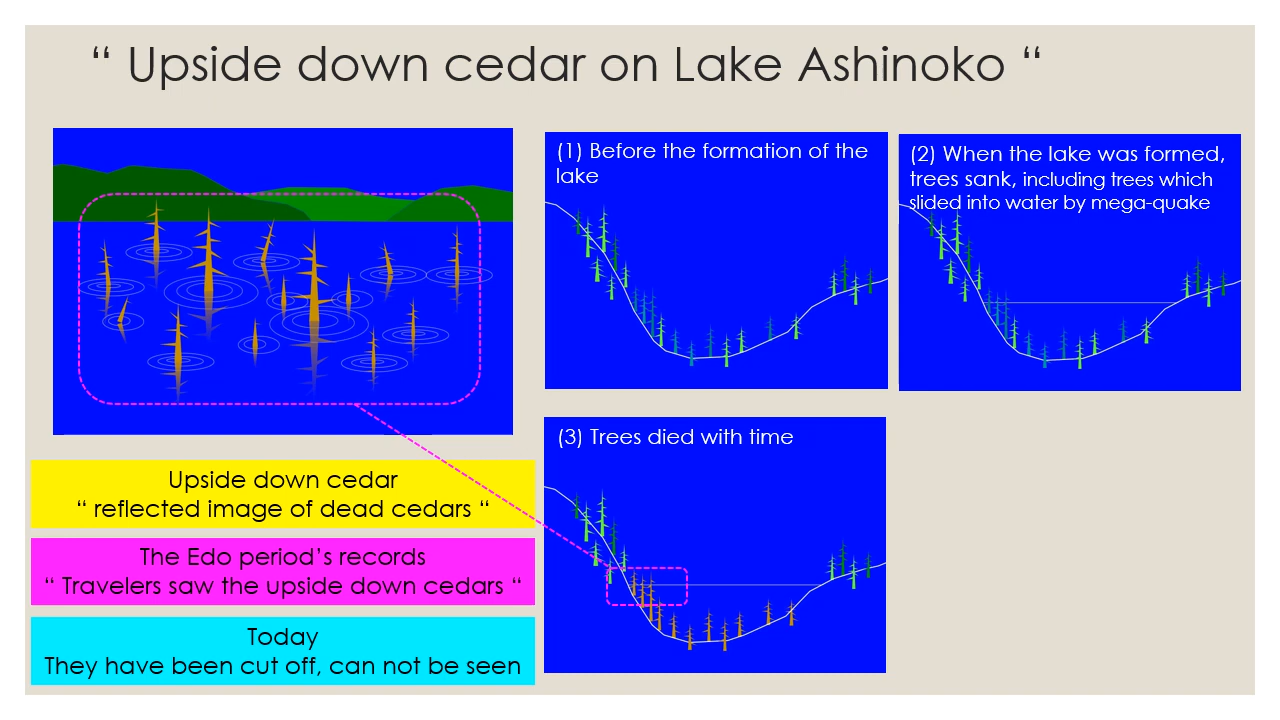 “ Upside down cedar on Lake Ashinoko “
(1) Before the formation of the
lake
(2) When the lake was formed,
trees sank, including trees which
slided into water by mega-quake
(3) Trees died with time
Upside down cedar
“ reflected image of dead cedars “
The Edo period’s records
“ Travelers saw the upside down cedars “
Today
They have been cut off, can not be seen